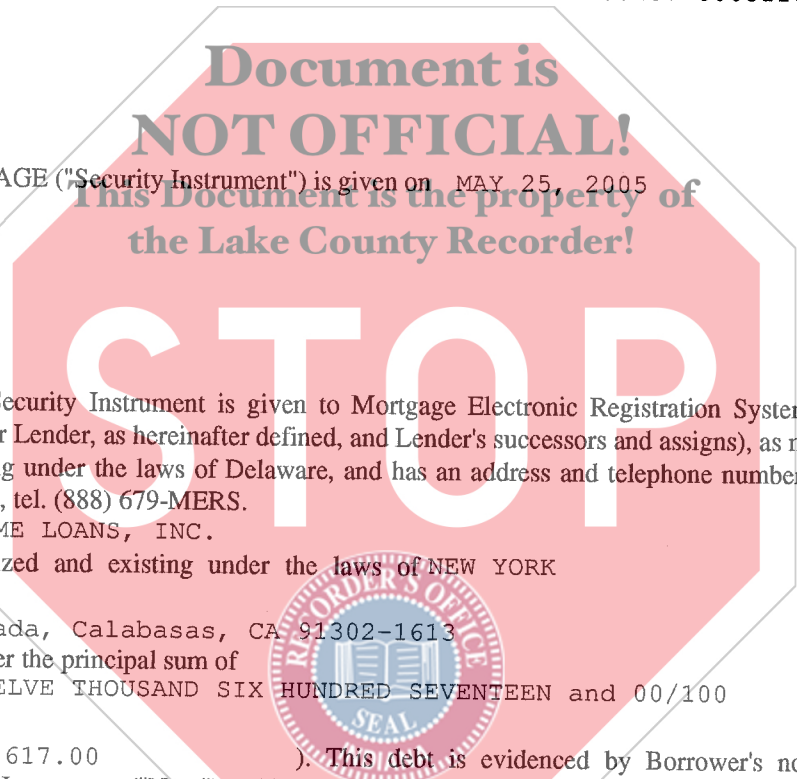 Document is
NOT OFFICIAL!
AGE ("Security Instrument") is given on MAY 25, 2005
This Document is the property of
the Lake County Recorder!
STOP
Security Instrument is given to Mortgage Electronic Registration System
r Lender, as hereinafter defined, and Lender's successors and assigns), as
g under the laws of Delaware, and has an address and telephone number
, tel. (888) 679-MERS.
ME LOANS, INC.
zed and existing under the laws of NEW YORK
RECORDER'S OFFICE
ada, Calabasas, CA 91302-1613
er the principal sum of
ELVE THOUSAND SIX HUNDRED SEVENTEEN and 00/100
SEAL
617.00 ). This debt is evidenced by Borrower's